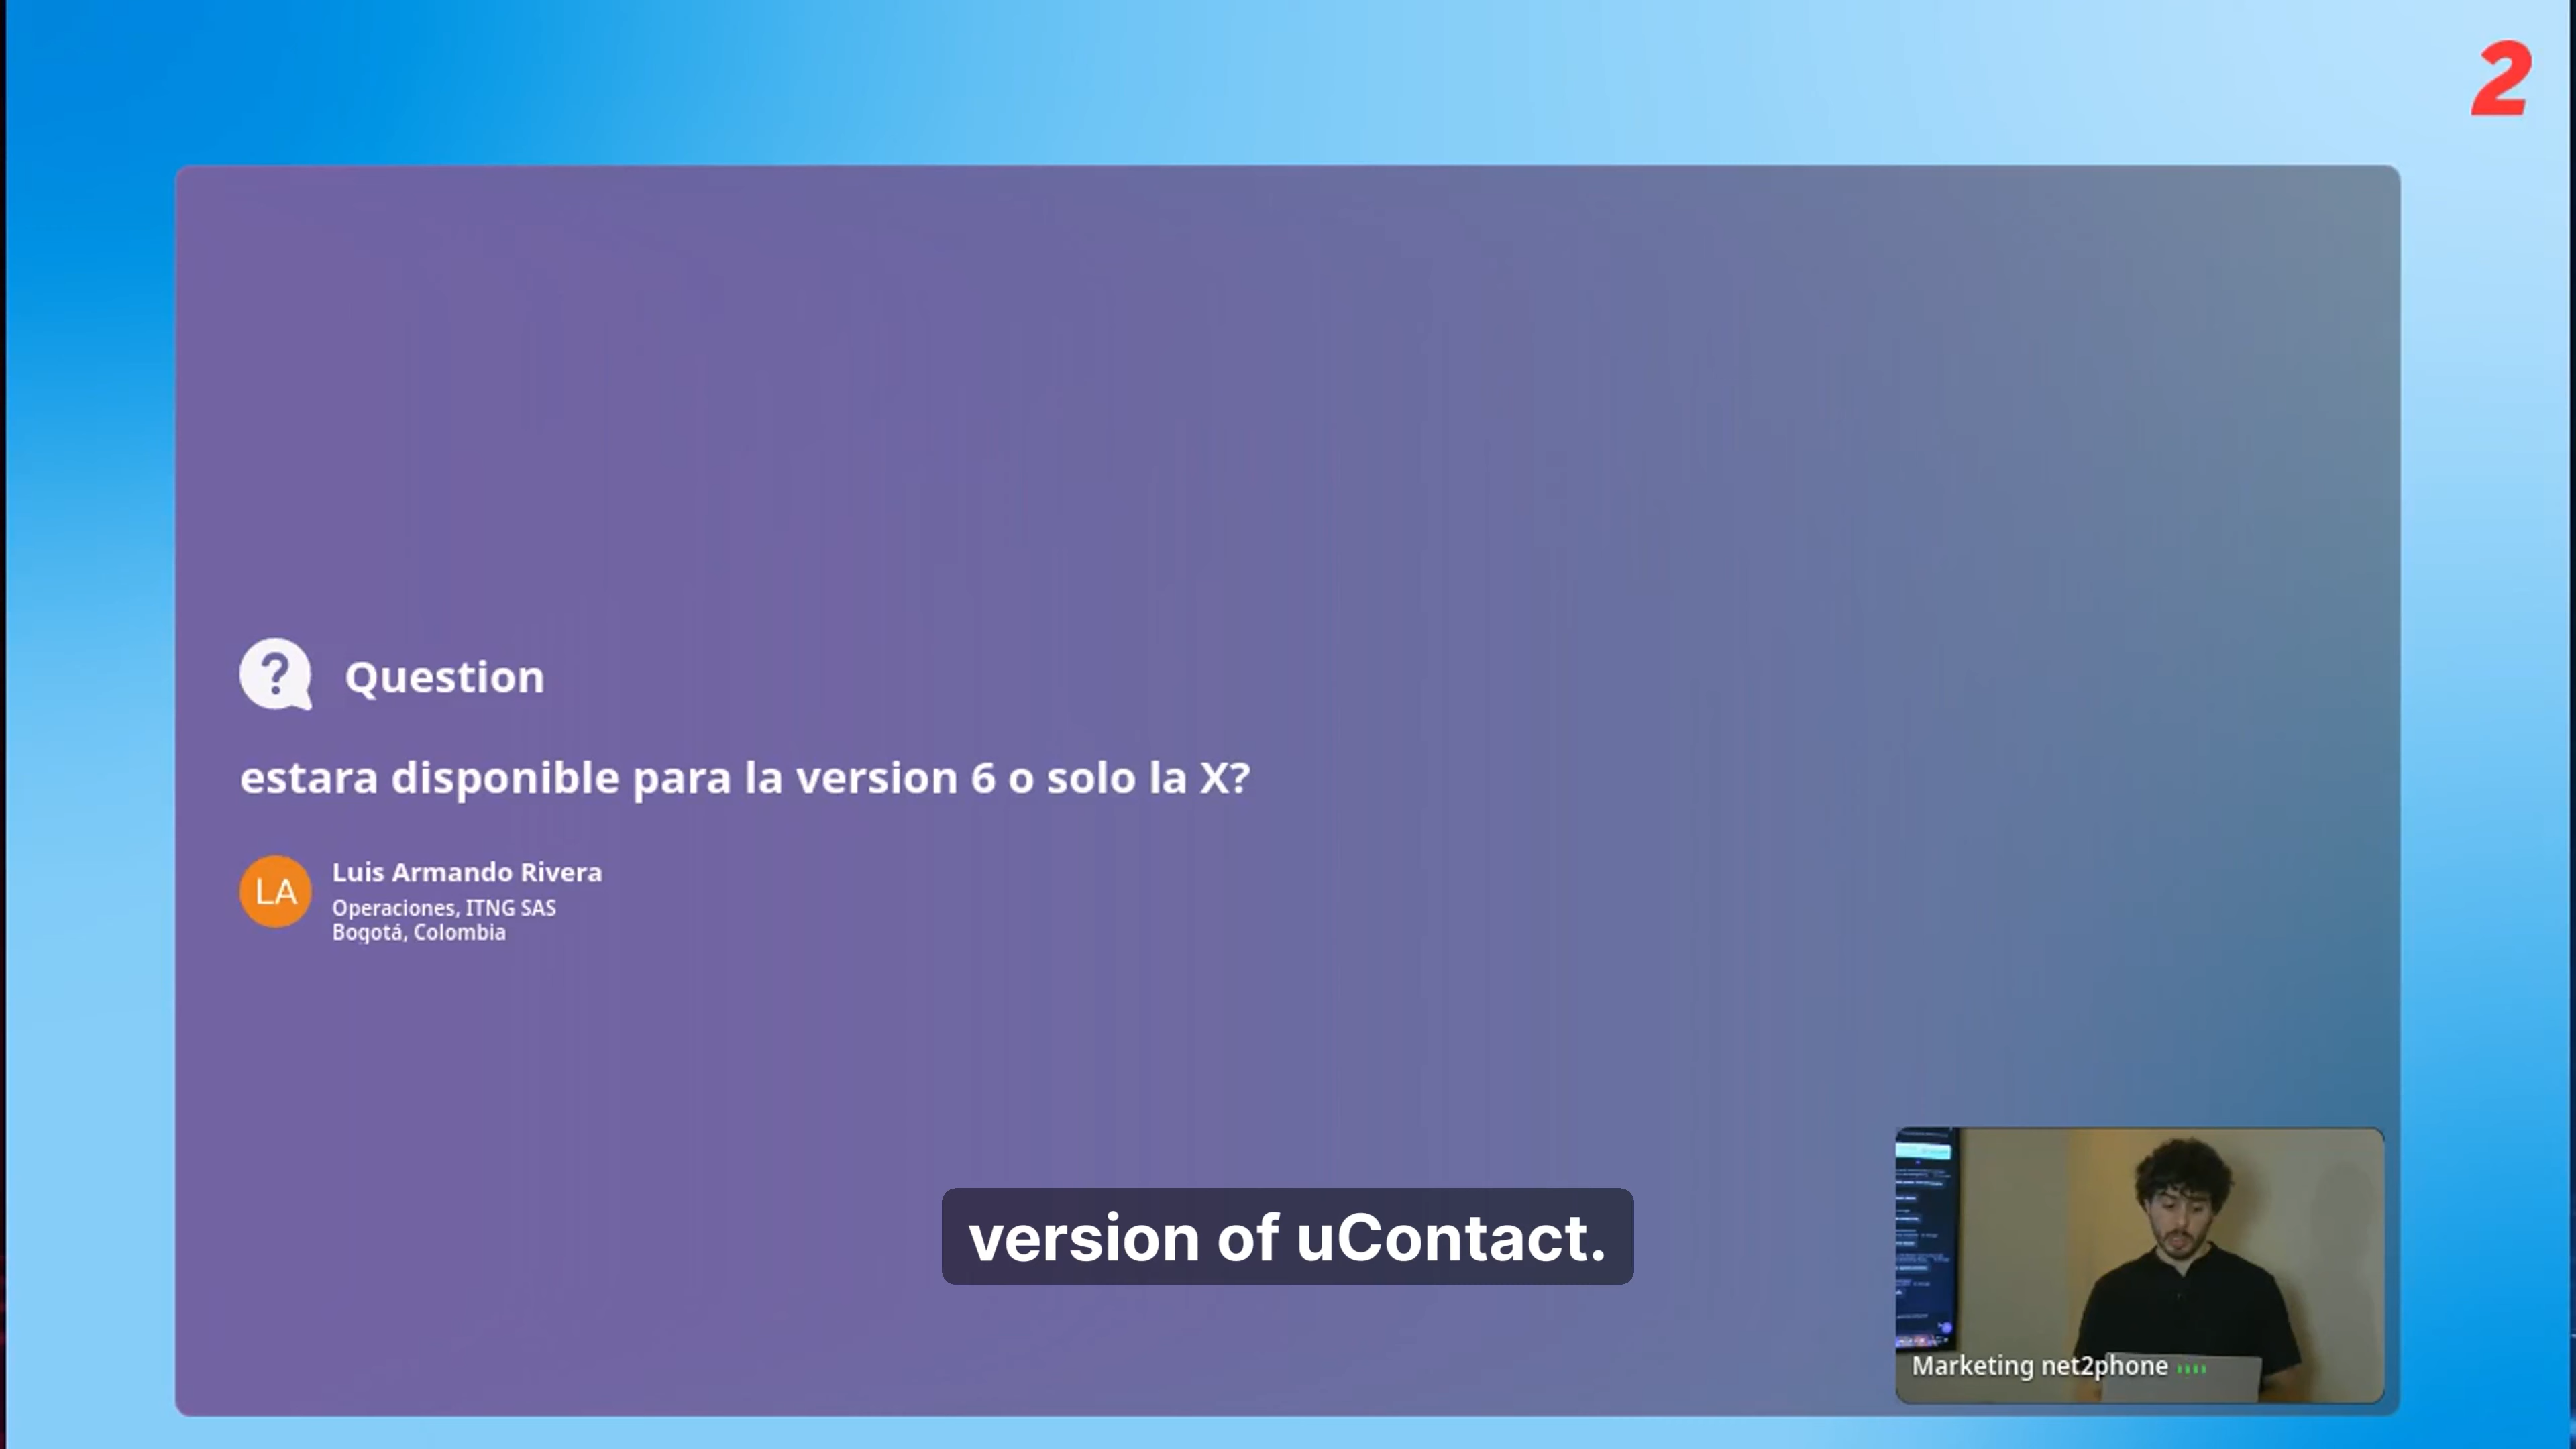 2
Question
estara disponible para la version 6 o solo la X?
LA
Luis Armando Rivera
Operaciones, ITNG SAS
Bogotá, Colombia
version of uContact.
Marketing net2phone